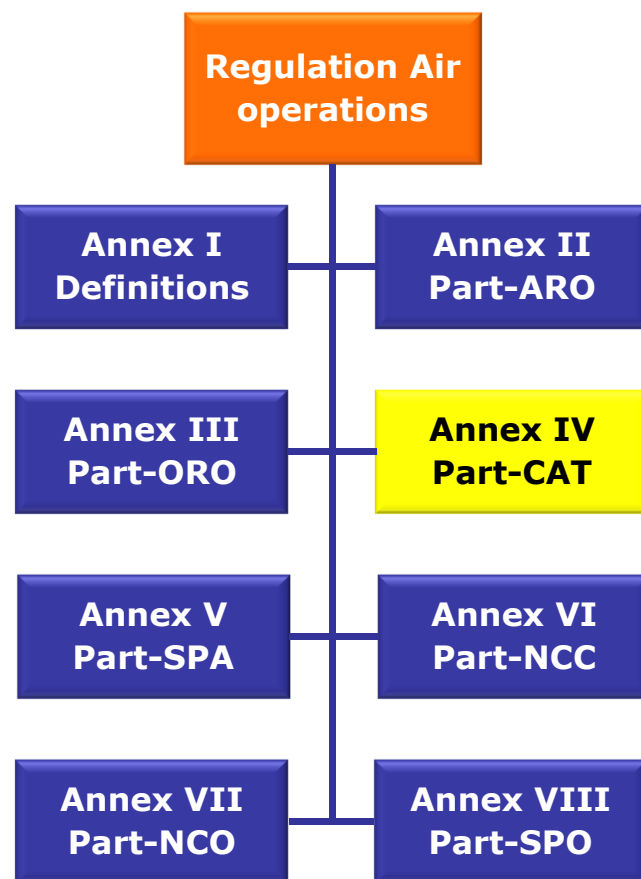 Regulation Air
operations
Annex I
Definitions
Annex II
Part-ARO
Annex III
Part-ORO
Annex IV
Part-CAT
Annex V
Part-SPA
Annex VI
Part-NCC
Annex VII
Part-NCO
Annex VIII
Part-SPO